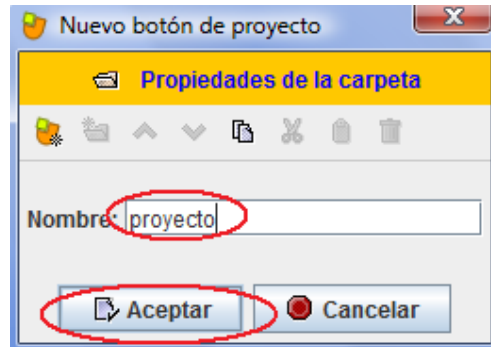 Nuevo botón de proyecto
Propiedades de la carpeta
Nombre: proyecto
Aceptar Cancelar